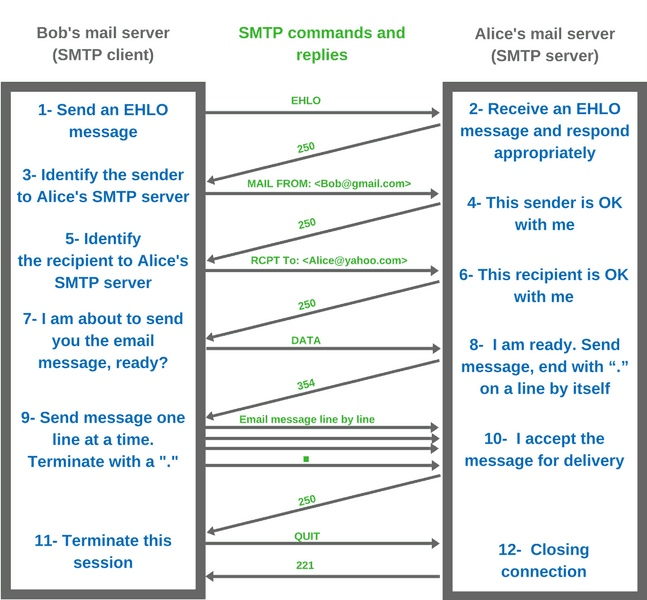 Bob's mail server
(SMTP client)
SMTP commands and
replies
Alice's mail server
(SMTP server)
1- Send an EHLO
message
EHLO
2- Receive an EHLO
message and respond
appropriately
250
3- Identify the sender
to Alice's SMTP server
MAIL FROM: <Bob@gmail.com>
4- This sender is OK
with me
250
5- Identify
the recipient to Alice's
SMTP server
RCPT To: <Alice@yahoo.com>
6- This recipient is OK
with me
250
7- I am about to send
you the email
message, ready?
DATA
8-  I am ready. Send
message, end with “.”
on a line by itself
354
9- Send message one
line at a time.
Terminate with a "."
Email message line by line
.
10-  I accept the
message for delivery
250
11- Terminate this
session
QUIT
12-  Closing
connection
221